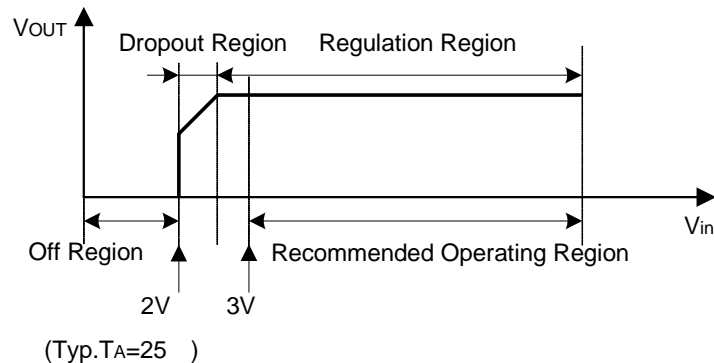 VOUT
Dropout Region
Regulation Region
Vin
Off Region
Recommended Operating Region
2V
3V
(Typ.TA=25 )